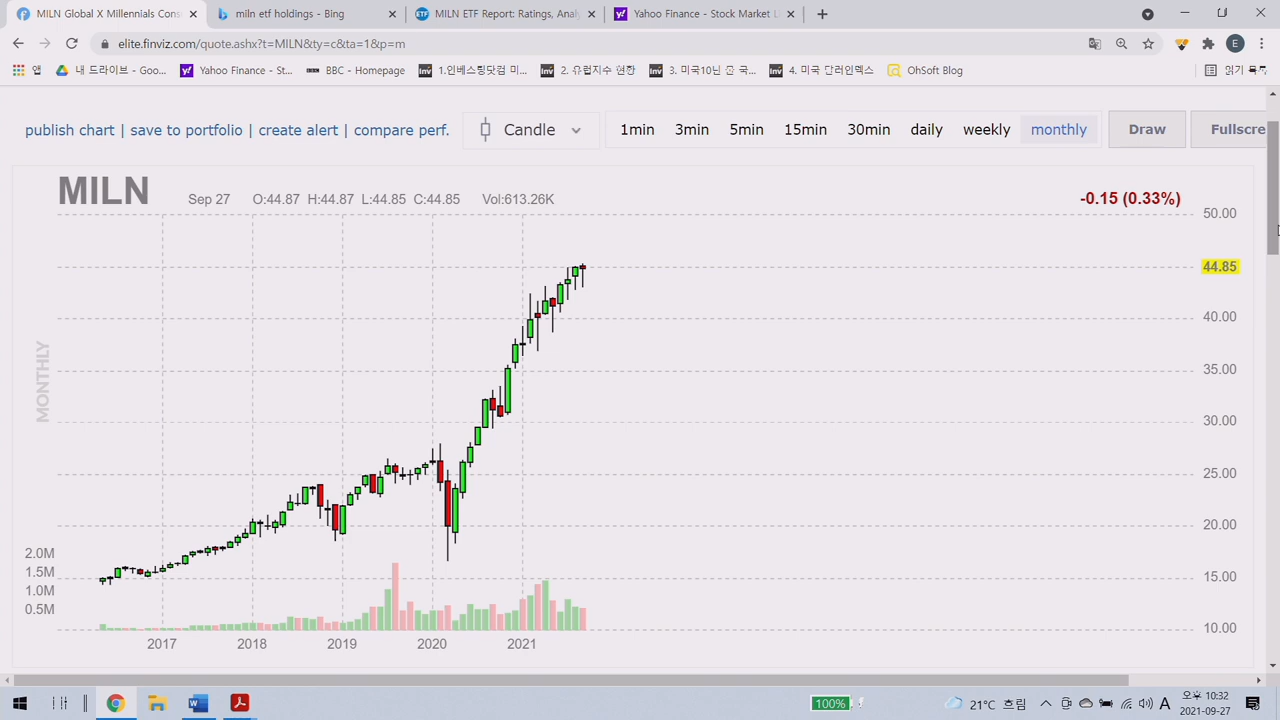 MILN Global X Millennials Cons
miln etf holdings - Bing
MILN ETF Report: Ratings, Analy
Yahoo Finance - Stock Market L
elite.finviz.com/quote.ashx?t=MILN&ty=c&ta=1&p=m
E
앱
내 드라이브 - Goo...
Yahoo Finance - St...
BBC - Homepage
1.인베스닷컴 미...
2. 유럽지수 현황
3. 미국10년 물 국...
4. 미국 달러인덱스
OhSoft Blog
읽기 목록
publish chart | save to portfolio | create alert | compare perf.
Candle
1min 3min 5min 15min 30min daily weekly monthly
Draw
Fullscre
MILN
Sep 27 O:44.87 H:44.87 L:44.85 C:44.85 Vol:613.26K
-0.15 (0.33%)
50.00
44.85
40.00
35.00
30.00
25.00
20.00
15.00
10.00
MONTHLY
2.0M
1.5M
1.0M
0.5M
2017 2018 2019 2020 2021
100%
21°C 흐림
A
오후 10:32
2021-09-27